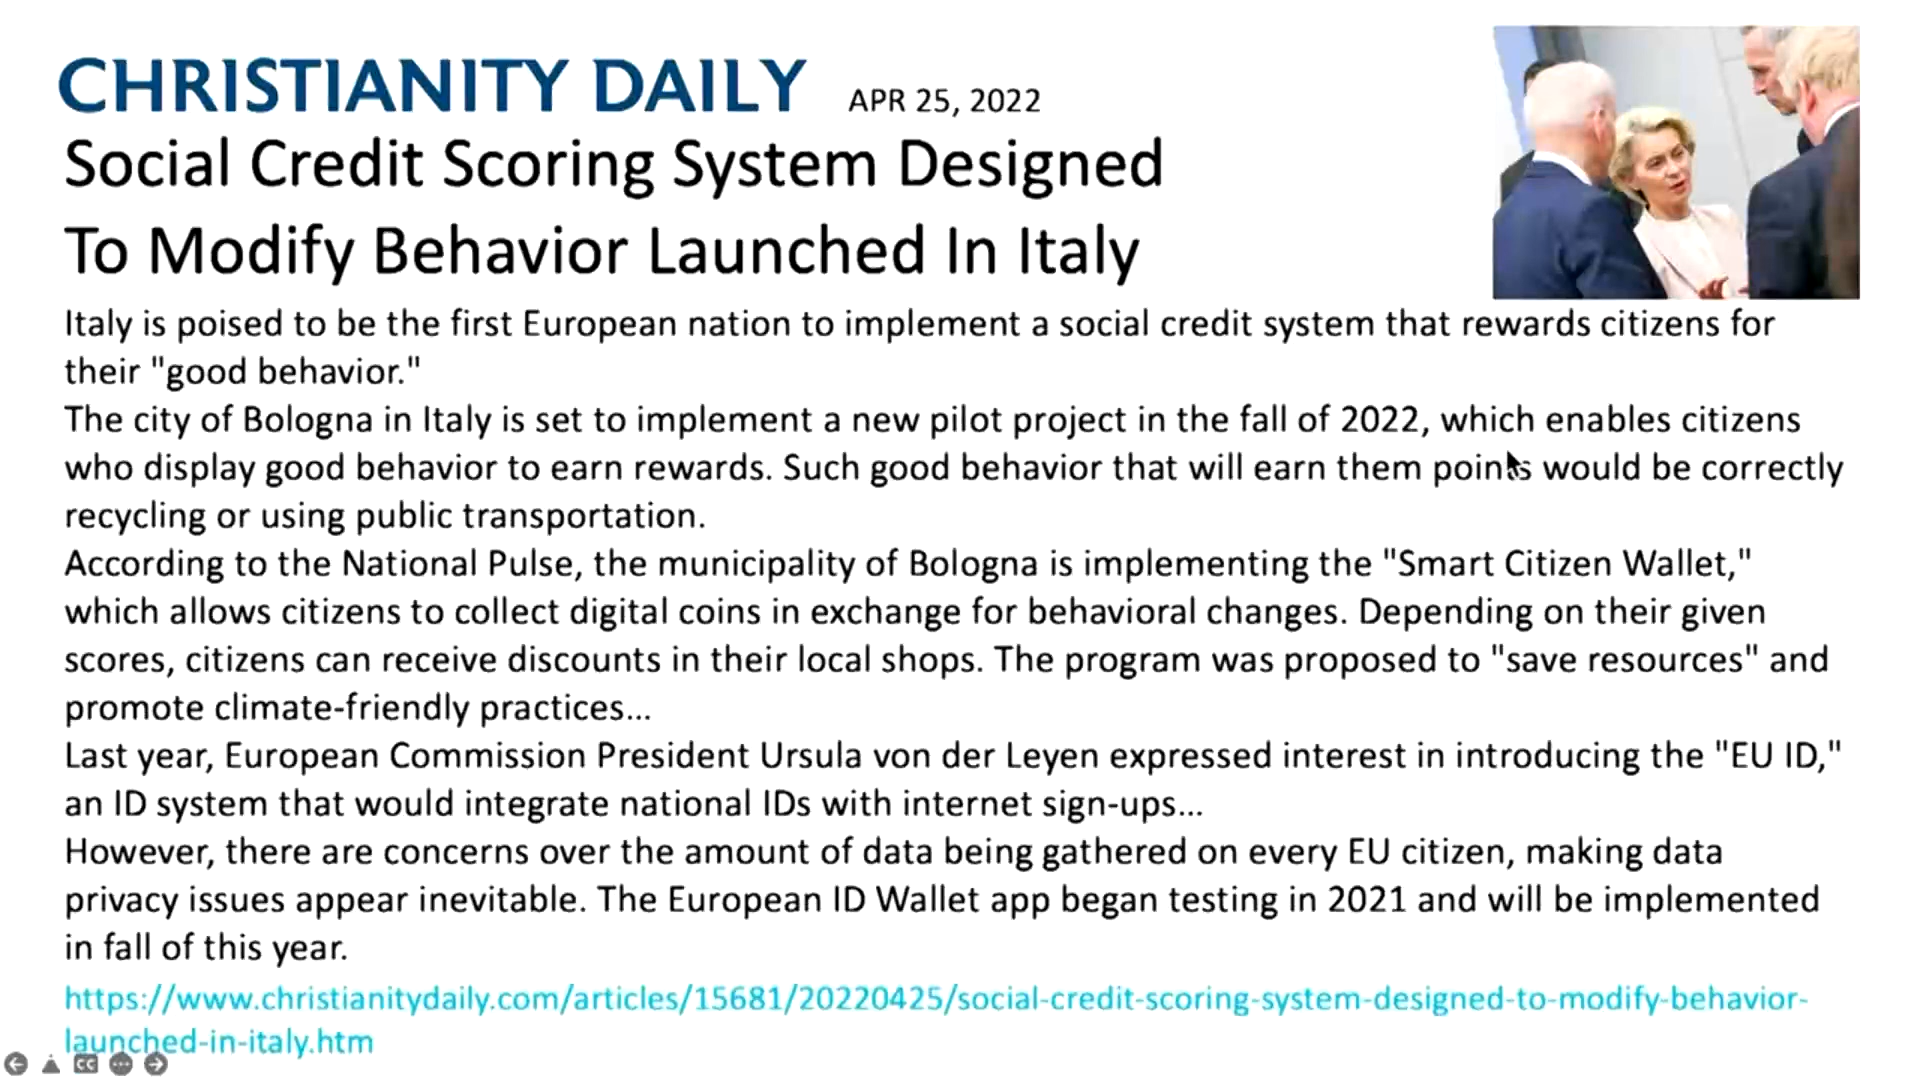 CHRISTIANITY DAILY APR 25, 2022
Social Credit Scoring System Designed
To Modify Behavior Launched In Italy
Italy is poised to be the first European nation to implement a social credit system that rewards citizens for
their "good behavior."
The city of Bologna in Italy is set to implement a new pilot project in the fall of 2022, which enables citizens
who display good behavior to earn rewards. Such good behavior that will earn them points would be correctly
recycling or using public transportation.
According to the National Pulse, the municipality of Bologna is implementing the "Smart Citizen Wallet,"
which allows citizens to collect digital coins in exchange for behavioral changes. Depending on their given
scores, citizens can receive discounts in their local shops. The program was proposed to "save resources" and
promote climate-friendly practices...
Last year, European Commission President Ursula von der Leyen expressed interest in introducing the "EU ID,"
an ID system that would integrate national IDs with internet sign-ups...
However, there are concerns over the amount of data being gathered on every EU citizen, making data
privacy issues appear inevitable. The European ID Wallet app began testing in 2021 and will be implemented
in fall of this year.
https://www.christianitydaily.com/articles/15681/20220425/social-credit-scoring-system-designed-to-modify-behavior-
launched-in-italy.htm
CC